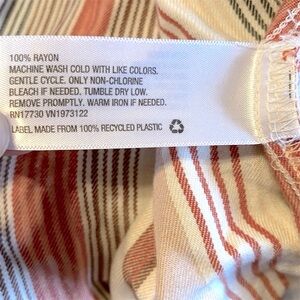 100% RAYON
MACHINE WASH COLD WITH LIKE COLORS.
GENTLE CYCLE. ONLY NON-CHLORINE
BLEACH IF NEEDED. TUMBLE DRY LOW.
REMOVE PROMPTLY. WARM IRON IF NEEDED.
RN17730 VN1973122
LABEL MADE FROM 100% RECYCLED PLASTIC